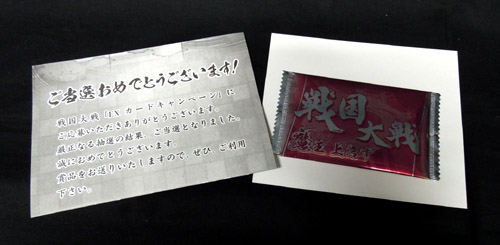 ご当選おめでとうございます!
戦国大戦「EXカードキャンペーン」に
ご応募いただきありがとうございます。
厳正なる抽選の結果、ご当選となりました。
誠におめでとうございます
賞品をお送りいたしますので、ぜひ、ご利用
下さい。
戦国
大戦